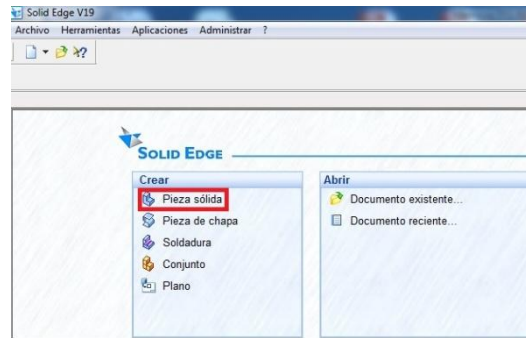 Solid Edge V19
Archivo Herramientas Aplicaciones Administrar ?
SOLID EDGE
Crear
Pieza sólida
Pieza de chapa
Soldadura
Conjunto
Plano
Abrir
Documento existente...
Documento reciente...